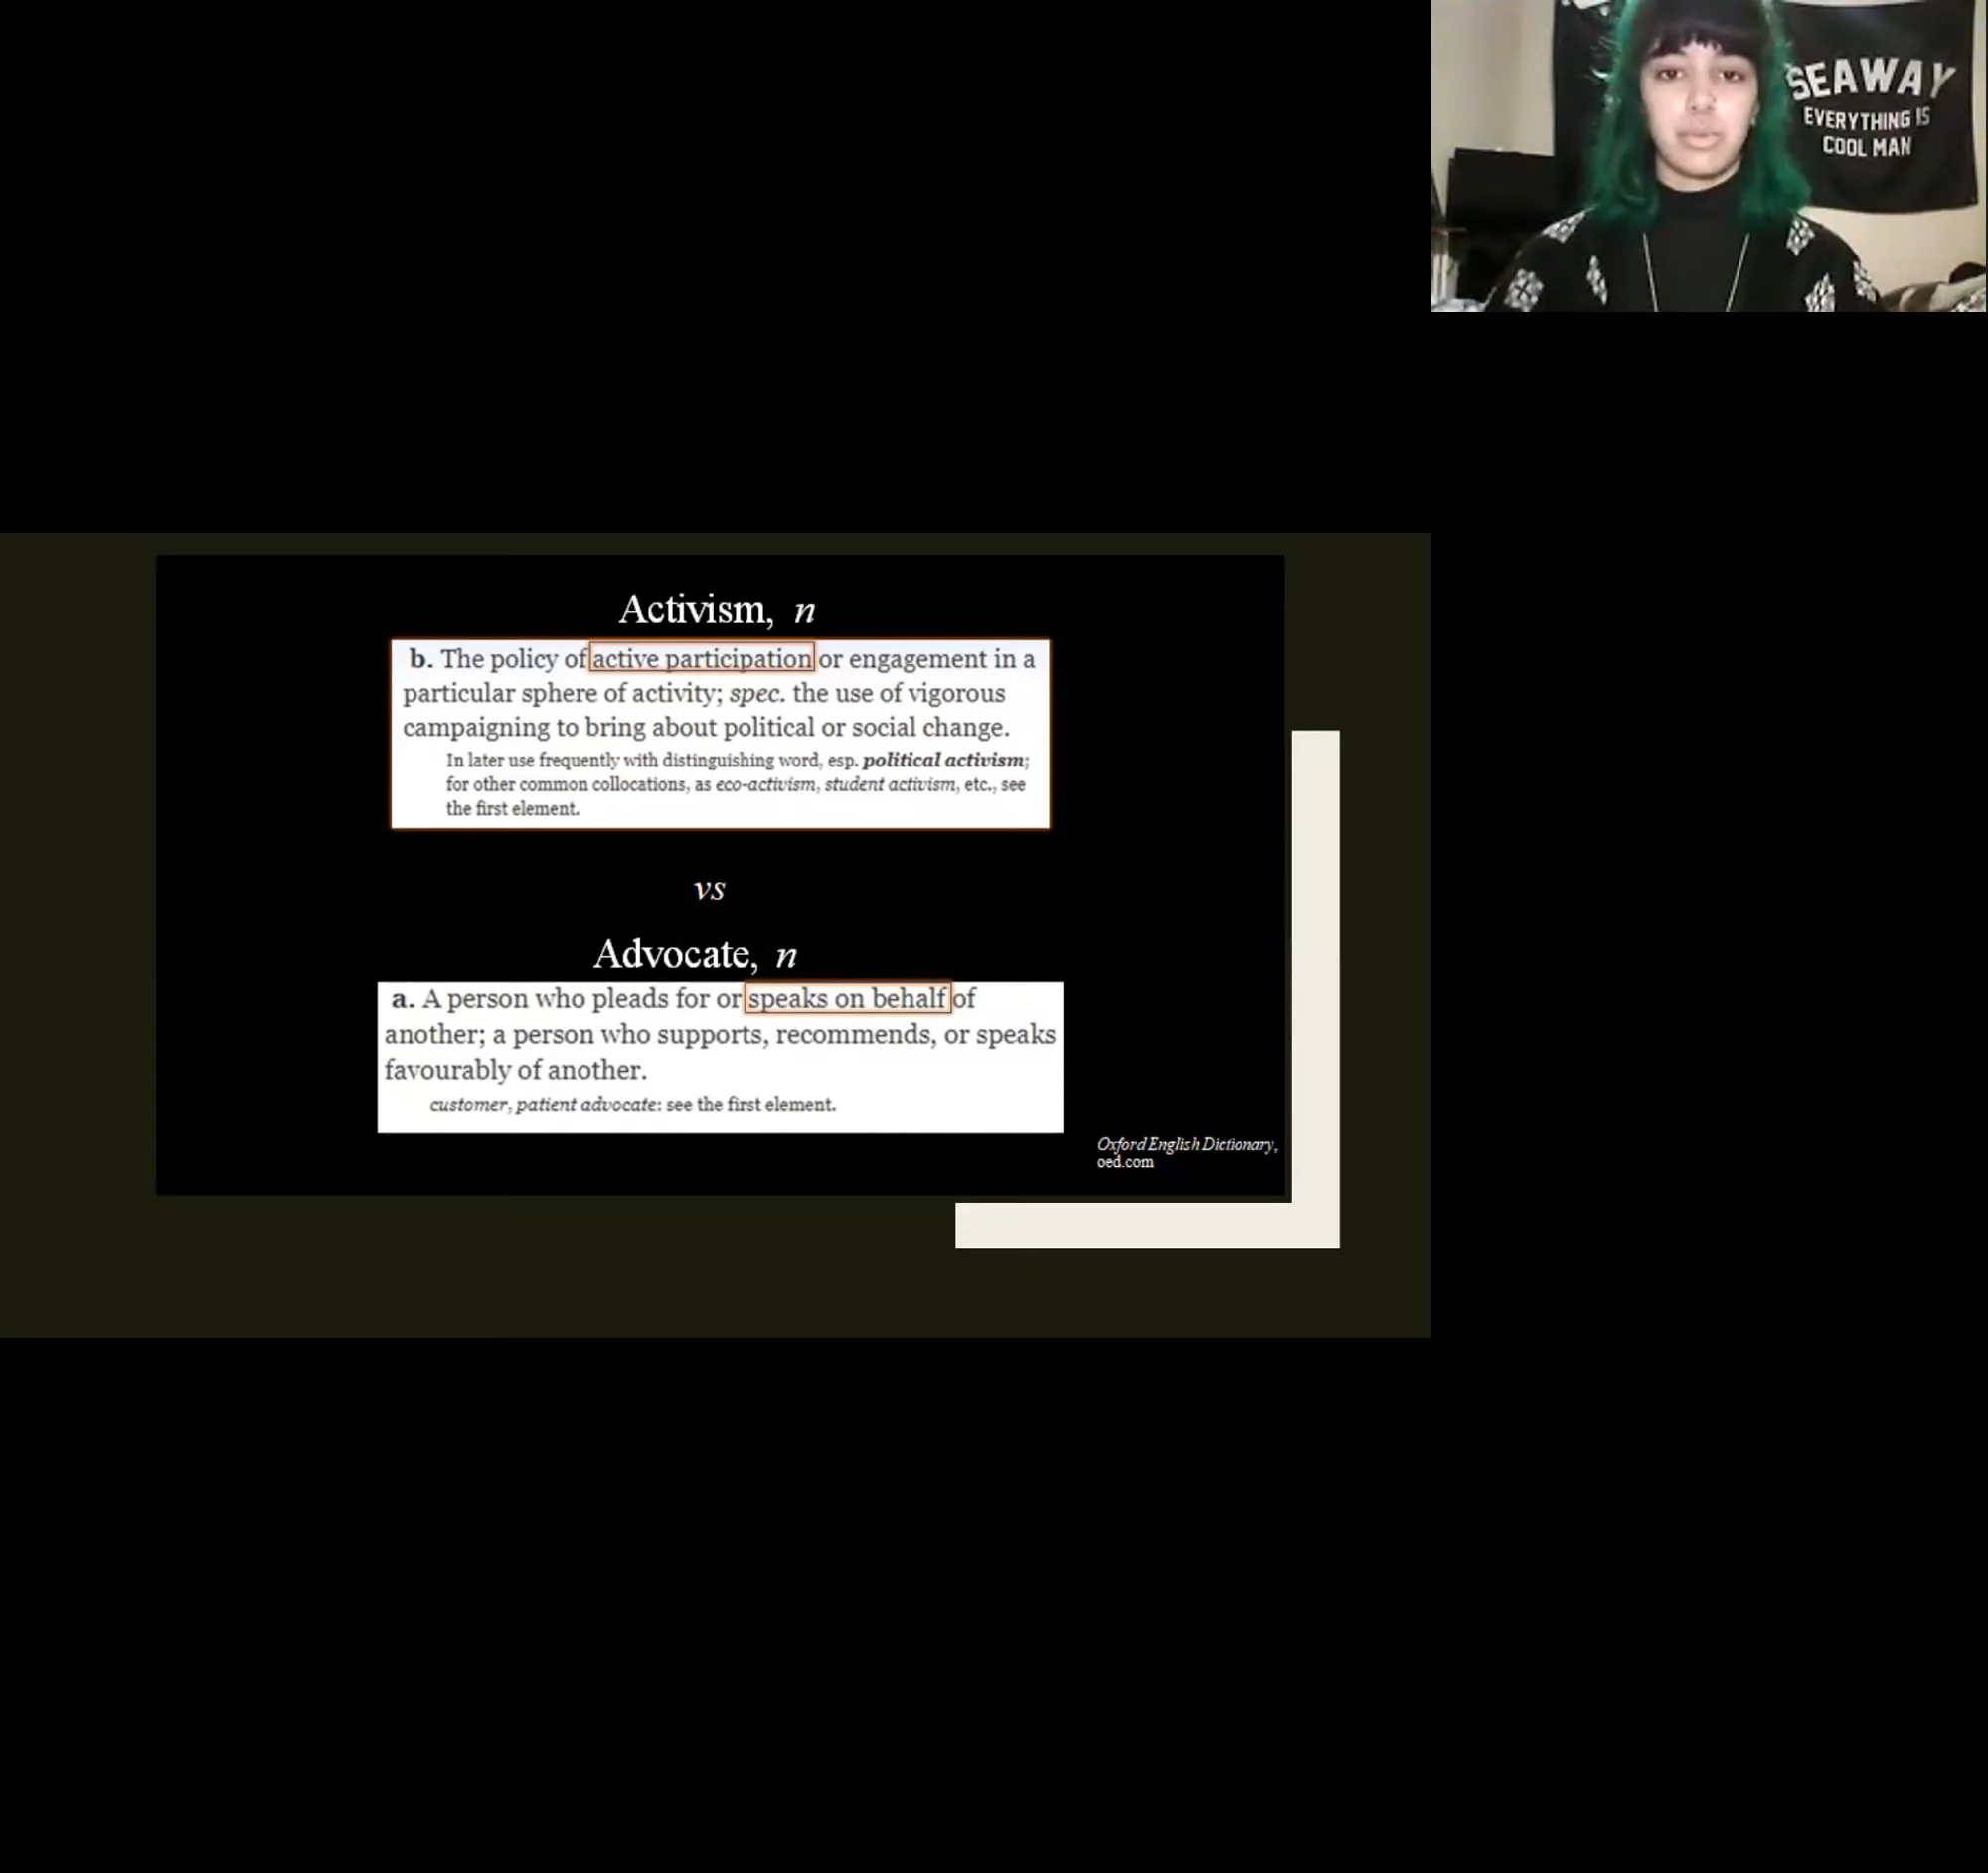 SEAWAY
EVERYTHING IS
COOL MAN
Activism, n
b. The policy of active participation or engagement in a
particular sphere of activity; spec. the use of vigorous
campaigning to bring about political or social change.
In later use frequently with distinguishing word, esp. political activism;
for other common collocations, as eco-activism, student activism, etc., see
the first element.
vs
Advocate, n
a. A person who pleads for or speaks on behalf of
another; a person who supports, recommends, or speaks
favourably of another.
customer, patient advocate: see the first element.
Oxford English Dictionary,
oed.com